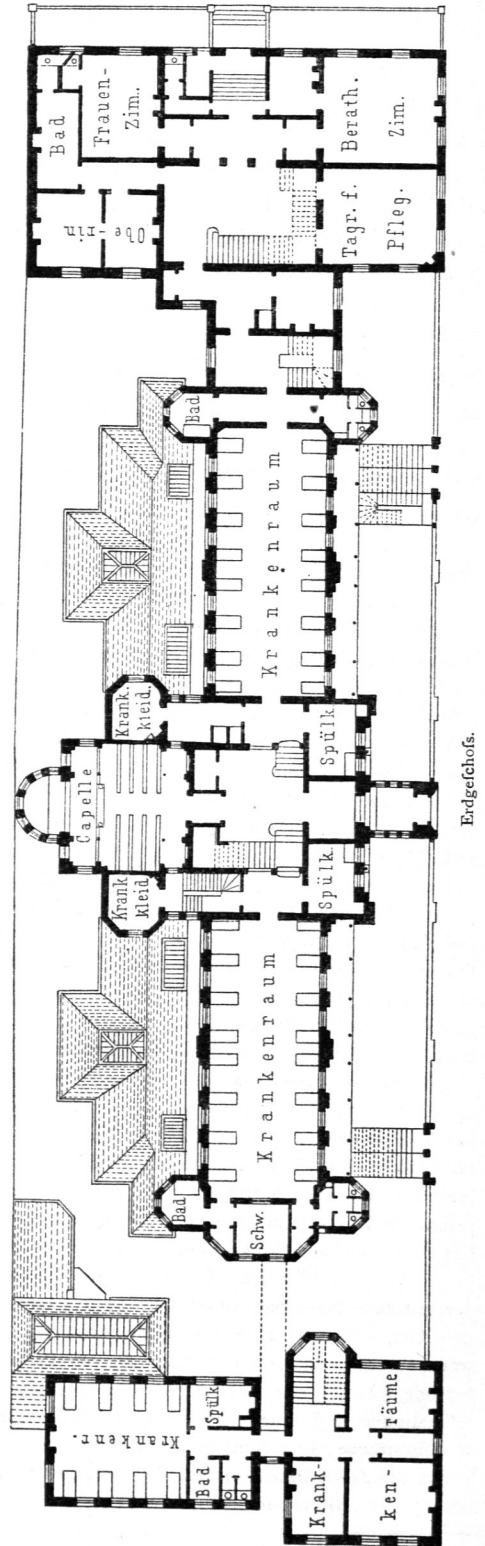 Bad
Frauen-
Zim.
Obe-
rin.
Berath.
Zim.
Tagr. f.
Pfleg.
Bad
Krankenraum
Krank.
kleid.
Spülk.
Capelle
Krank
kleid
Spülk.
Krankenraum
Bad
Schw.
Krankenr.
Spülk
Bad
Krank-
ken-
räume
Erdgeſchoſs.